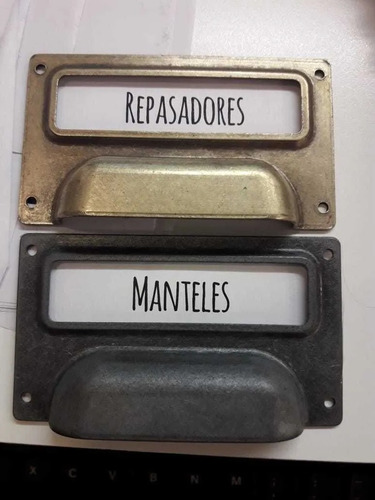 REPASADORES
MANTELES
X C V B N M